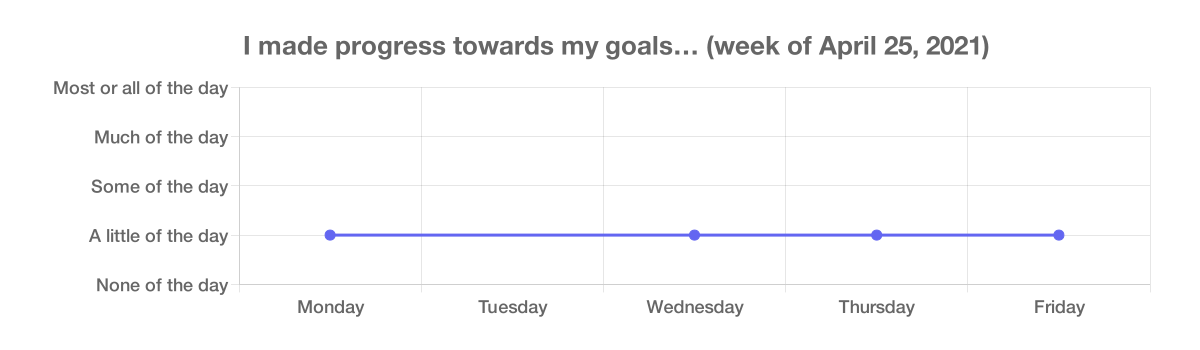 I made progress towards my goals… (week of April 25, 2021)
Most or all of the day
Much of the day
Some of the day
A little of the day
None of the day
Monday Tuesday Wednesday Thursday Friday